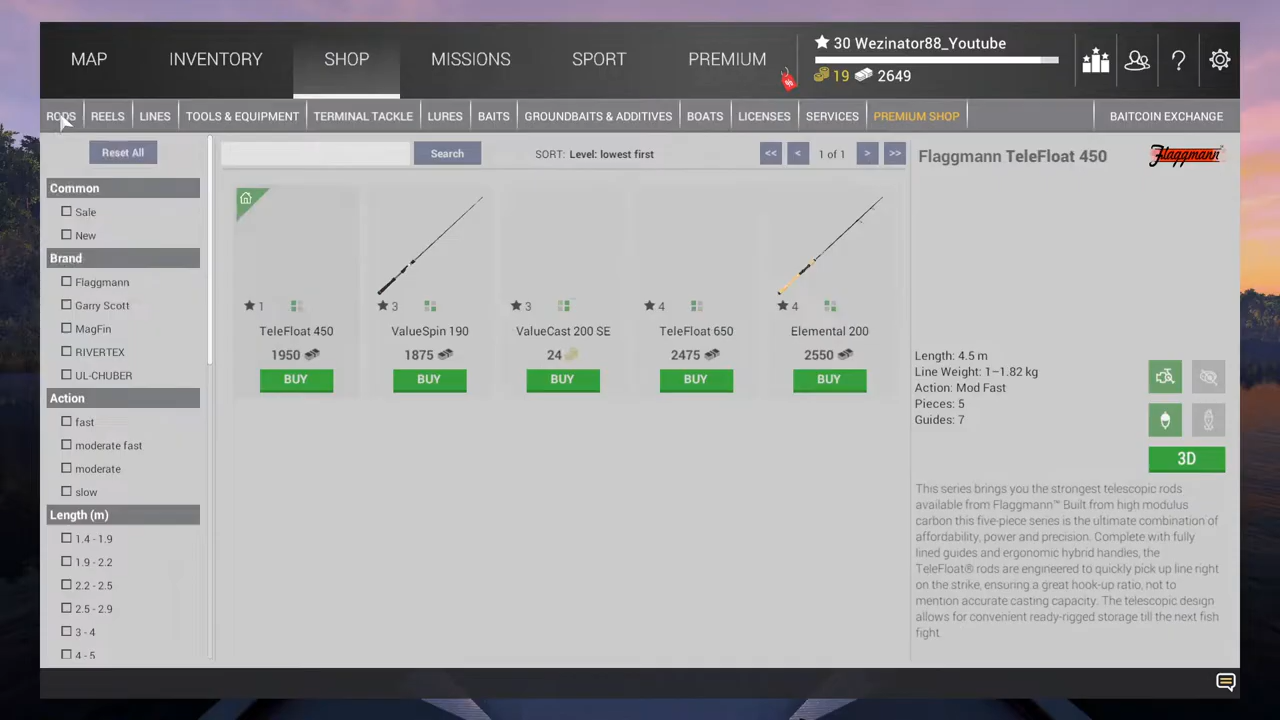 MAP INVENTORY SHOP MISSIONS SPORT PREMIUM
30 Wezinator88_Youtube
19 2649
RODS REELS LINES TOOLS & EQUIPMENT TERMINAL TACKLE LURES BAITS GROUNDBAITS & ADDITIVES BOATS LICENSES SERVICES PREMIUM SHOP BAITCOIN EXCHANGE
Reset All
Common
Sale
New
Brand
Flaggmann
Garry Scott
MagFin
RIVERTEX
UL-CHUBER
Action
fast
moderate fast
moderate
slow
Length (m)
1.4 - 1.9
1.9 - 2.2
2.2 - 2.5
2.5 - 2.9
3 - 4
4 - 5
Search SORT: Level: lowest first << < 1 of 1 > >>
1 3 3 4 4
TeleFloat 450 ValueSpin 190 ValueCast 200 SE TeleFloat 650 Elemental 200
1950 1875 24 2475 2550
BUY BUY BUY BUY BUY
Flaggmann TeleFloat 450 Flaggmann
Length: 4.5 m
Line Weight: 1–1.82 kg
Action: Mod Fast
Pieces: 5
Guides: 7
3D
This series brings you the strongest telescopic rods
available from Flaggmann™ Built from high modulus
carbon this five-piece series is the ultimate combination of
affordability, power and precision. Complete with fully
lined guides and ergonomic hybrid handles, the
TeleFloat® rods are engineered to quickly pick up line right
on the strike, ensuring a great hook-up ratio, not to
mention accurate casting capacity. The telescopic design
allows for convenient ready-rigged storage till the next fish
fight